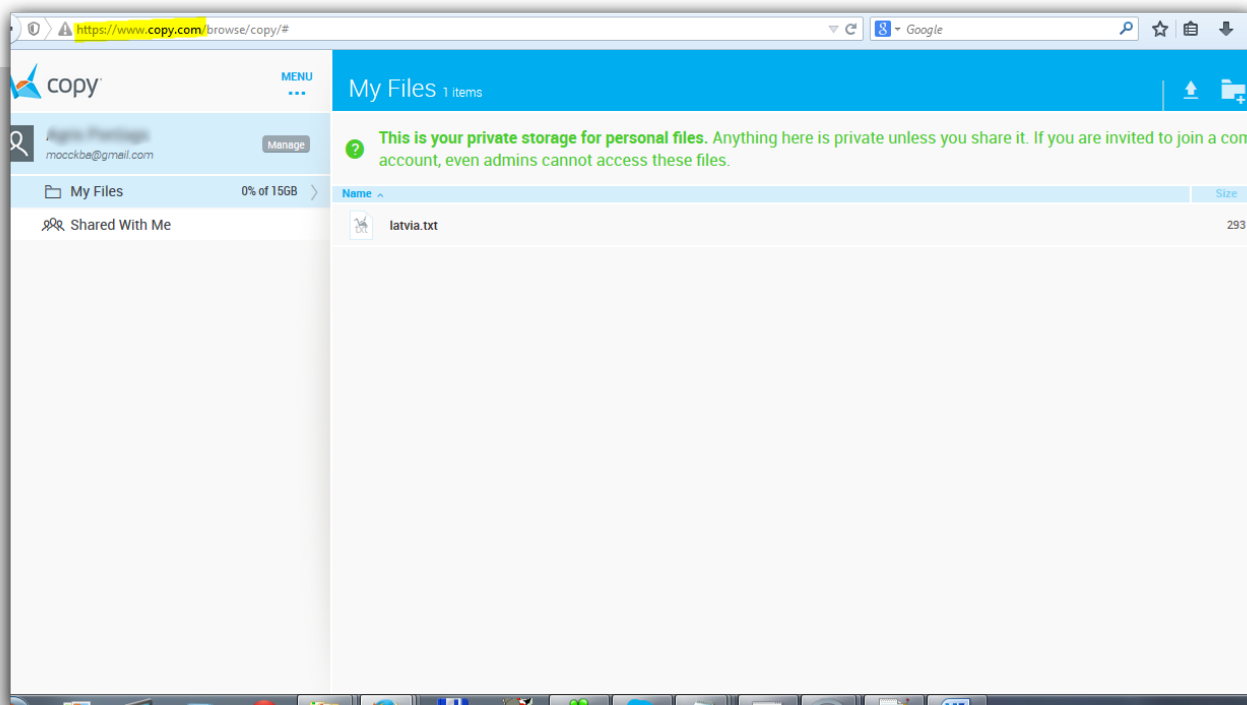 https://www.copy.com/browse/copy/#
Google
copy
MENU
My Files 1 items
mocckba@gmail.com
Manage
This is your private storage for personal files. Anything here is private unless you share it. If you are invited to join a com
account, even admins cannot access these files.
My Files 0% of 15GB
Name Size
Shared With Me
latvia.txt 293